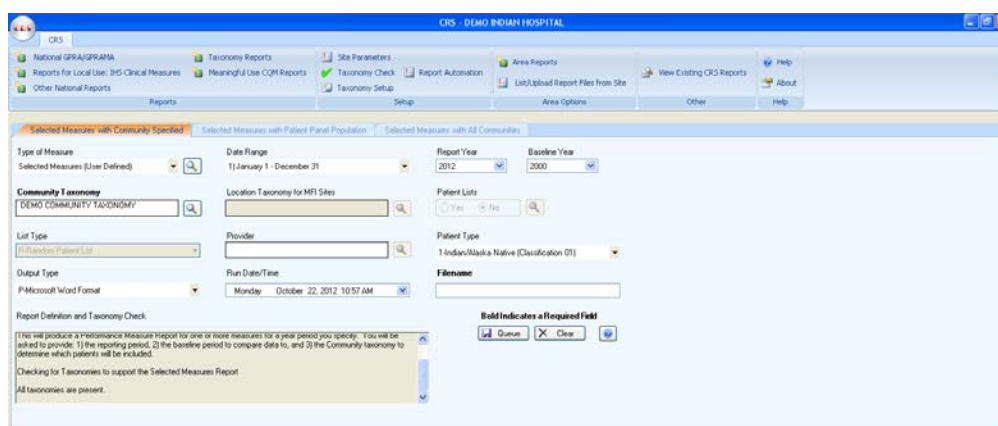 CRS - DEMO INDIAN HOSPITAL
CRS
National GPRA/GPRAMA
Reports for Local Use: IHS Clinical Measures
Other National Reports
Taxonomy Reports
Meaningful Use CQM Reports
Reports
Site Parameters
Taxonomy Check
Report Automation
Taxonomy Setup
Setup
Area Reports
List/Upload Report Files from Site
Area Options
View Existing CRS Reports
Other
Help
About
Help
Selected Measures with Community Specified
Selected Measures with Patient Panel Population
Selected Measures with All Communities
Type of Measure
Date Range
Report Year
Baseline Year
Selected Measures (User Defined)
1) January 1 - December 31
2012
2000
Community Taxonomy
Location Taxonomy for MFI Sites
Patient Lists
DEMO COMMUNITY TAXONOMY
Yes
No
List Type
Provider
Patient Type
R-Random Patient List
1-Indian/Alaska Native (Classification 01)
Output Type
Run Date/Time
Filename
P-Microsoft Word Format
Monday October 22, 2012 10:57 AM
Report Definition and Taxonomy Check
Bold Indicates a Required Field
Queue
Clear
This will produce a Performance Measure Report for one or more measures for a year period you specify. You will be
asked to provide: 1) the reporting period, 2) the baseline period to compare data to, and 3) the Community taxonomy to
determine which patients will be included.
Checking for Taxonomies to support the Selected Measures Report
All taxonomies are present.